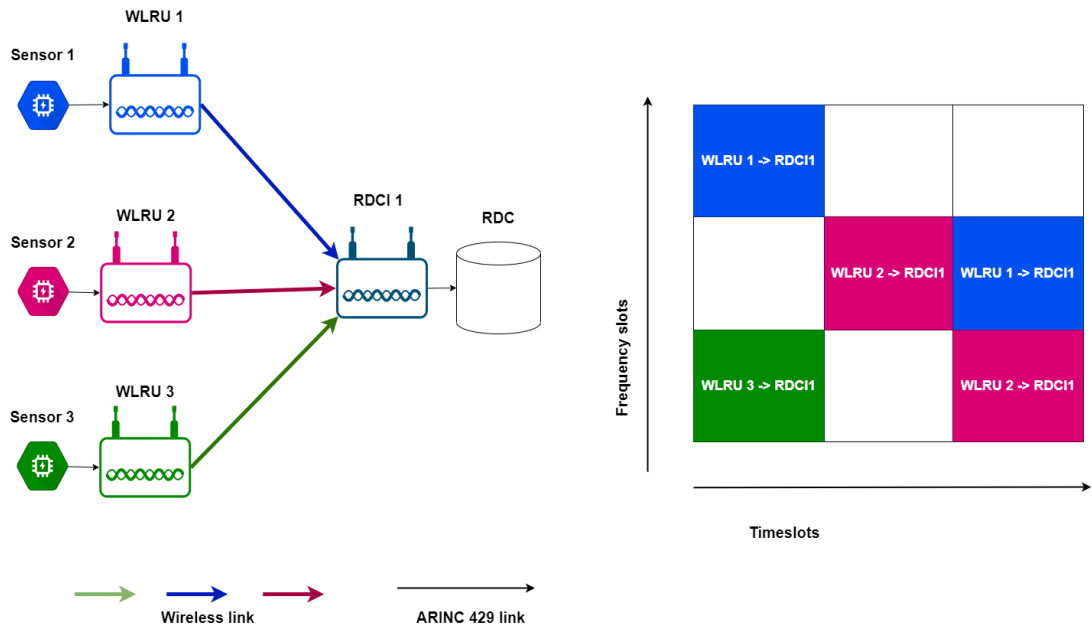 WLRU 1
Sensor 1
WLRU 2
Sensor 2
WLRU 3
Sensor 3
RDCI 1
RDC
Wireless link
ARINC 429 link
Frequency slots
WLRU 1 -> RDCI1
WLRU 2 -> RDCI1
WLRU 1 -> RDCI1
WLRU 3 -> RDCI1
WLRU 2 -> RDCI1
Timeslots